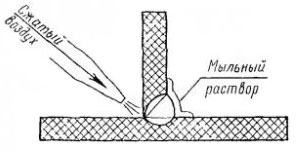 Сжатый
воздух
Мыльный
раствор